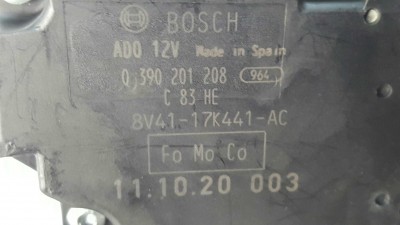 BOSCH
ADO 12V Made in Spain
0 390 201 208 964
C 83 HE
8V41-17K441-AC
Fo Mo Co
11.10.20 003